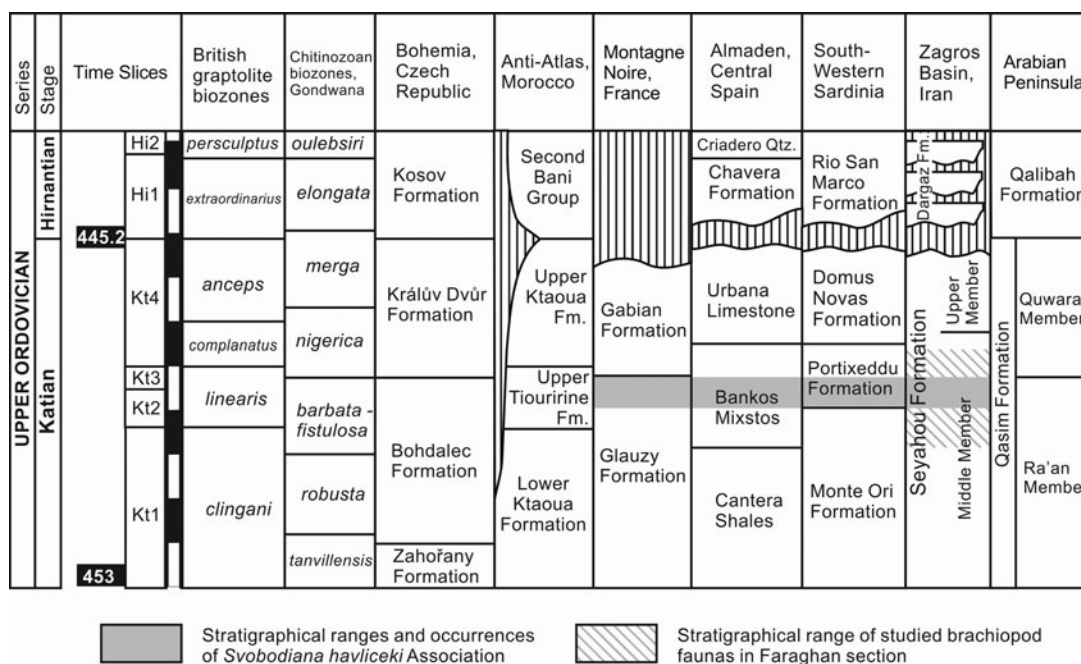 Series
Stage
Time Slices
British
graptolite
biozones
Chitinozoan
biozones,
Gondwana
Bohemia,
Czech
Republic
Anti-Atlas,
Morocco
Montagne
Noire,
France
Almaden,
Central
Spain
South-
Western
Sardinia
Zagros
Basin,
Iran
Arabian
Peninsula
UPPER ORDOVICIAN
Hirnantian
Katian
Hi2
Hi1
445.2
Kt4
Kt3
Kt2
Kt1
453
persculptus
extraordinarius
anceps
complanatus
linearis
clingani
oulebsiri
elongata
merga
nigerica
barbata -
fistulosa
robusta
tanvillensis
Kosov
Formation
Králův Dvůr
Formation
Bohdalec
Formation
Zahořany
Formation
Second
Bani
Group
Upper
Ktaoua
Fm.
Upper
Tiouririne
Fm.
Lower
Ktaoua
Formation
Gabian
Formation
Glauzy
Formation
Criadero Qtz.
Chavera
Formation
Urbana
Limestone
Bankos
Mixstos
Cantera
Shales
Rio San
Marco
Formation
Domus
Novas
Formation
Portixeddu
Formation
Monte Ori
Formation
Dargaz Fm.
Seyahou Formation
Upper
Member
Middle Member
Qalibah
Formation
Qasim Formation
Quwara
Member
Ra'an
Member
Stratigraphical ranges and occurrences
of Svobodiana havliceki Association
Stratigraphical range of studied brachiopod
faunas in Faraghan section